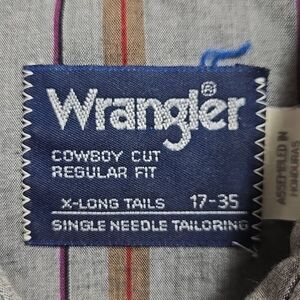 Wrangler®
COWBOY CUT
REGULAR FIT
X-LONG TAILS 17-35
SINGLE NEEDLE TAILORING
ASSEMBLED IN
HONDURAS